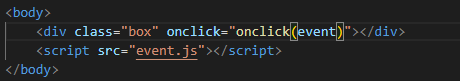 <body>
<div class="box" onclick="onclick(event)"></div>
<script src="event.js"></script>
</body>